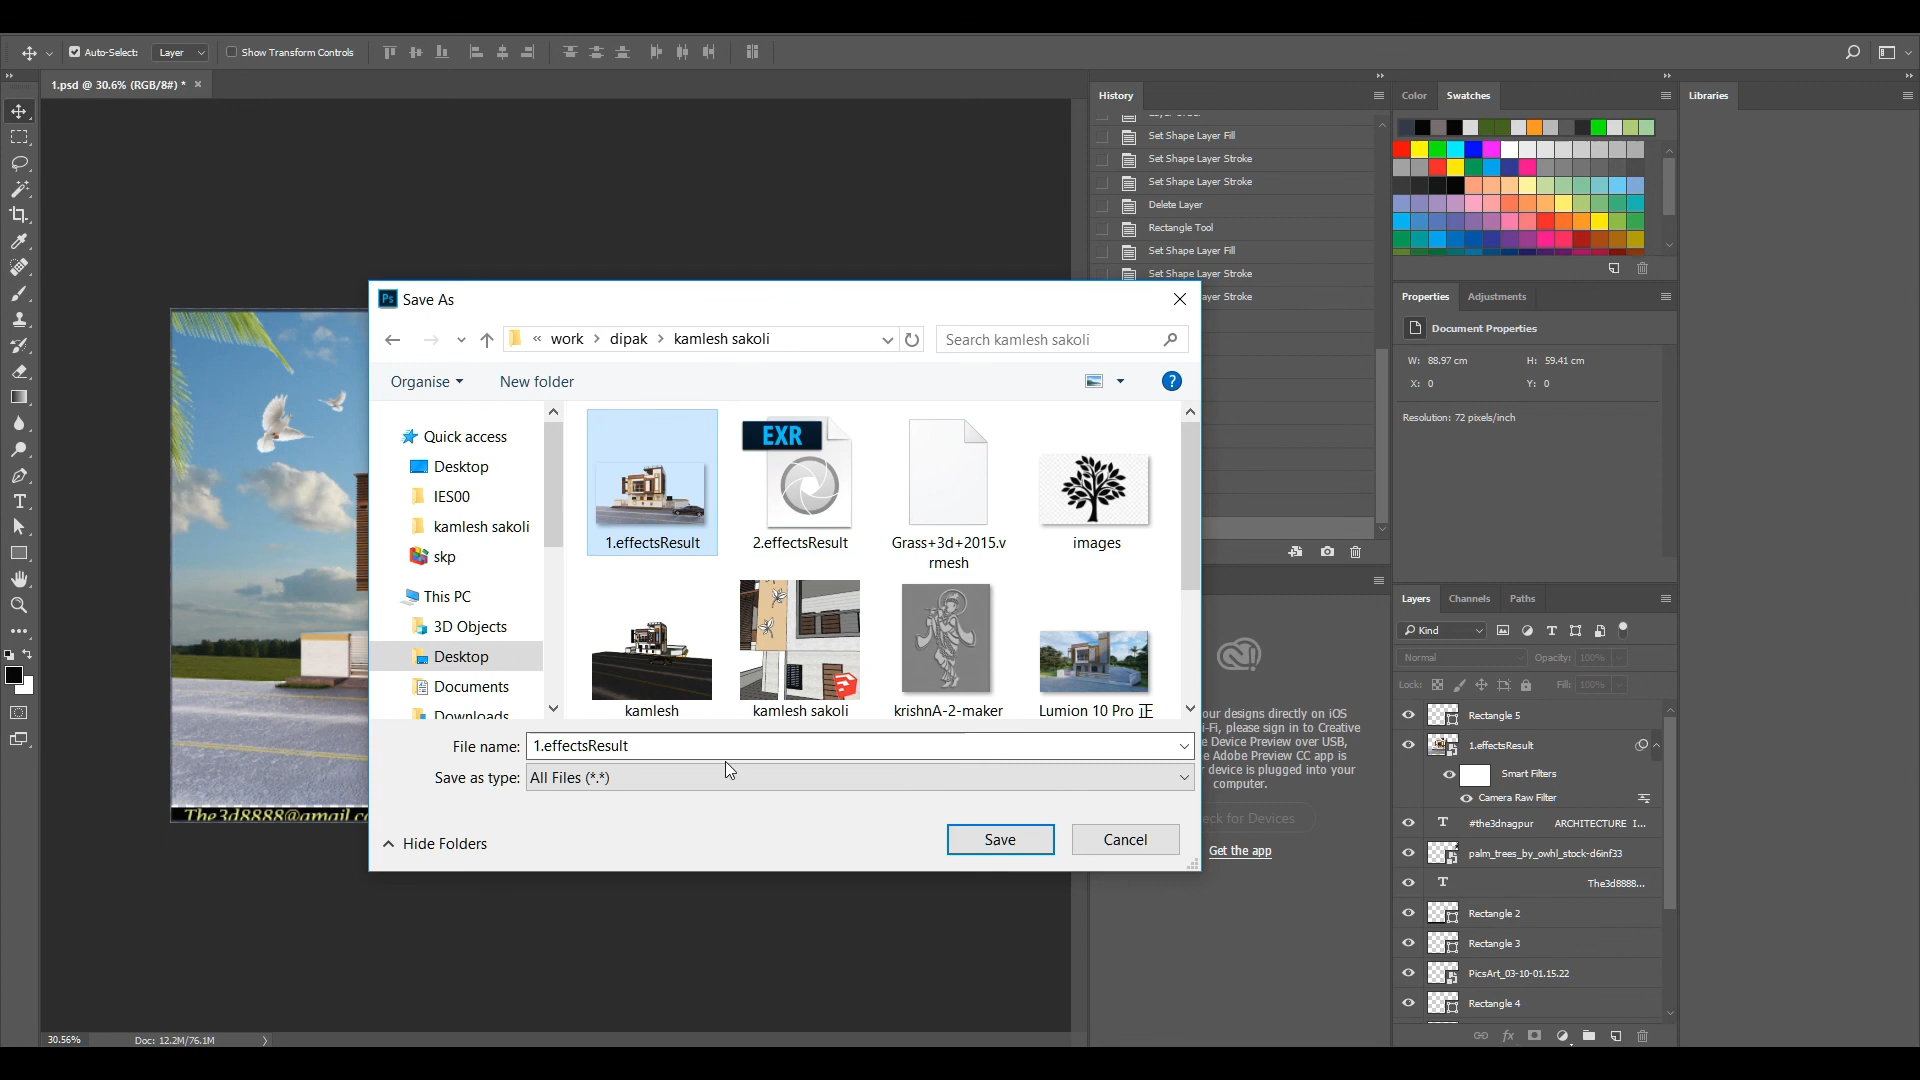 Auto-Select:
Layer
Show Transform Controls
1.psd @ 30.6% (RGB/8#) *
History
Set Shape Layer Fill
Set Shape Layer Stroke
Set Shape Layer Stroke
Delete Layer
Rectangle Tool
Set Shape Layer Fill
Set Shape Layer Stroke
ayer Stroke
Color
Swatches
Libraries
Properties
Adjustments
Document Properties
W: 88.97 cm
H: 59.41 cm
X: 0
Y: 0
Resolution: 72 pixels/inch
Ps
Save As
«
work
dipak
kamlesh sakoli
Search kamlesh sakoli
Organise
New folder
Quick access
Desktop
IES00
kamlesh sakoli
skp
This PC
3D Objects
Desktop
Documents
Downloads
1.effectsResult
EXR
2.effectsResult
Grass+3d+2015.v
rmesh
images
kamlesh
kamlesh sakoli
krishnA-2-maker
Lumion 10 Pro 正
File name:
1.effectsResult
Save as type:
All Files (*.*)
Hide Folders
Save
Cancel
our designs directly on iOS
i-Fi, please sign in to Creative
e Device Preview over USB,
e Adobe Preview CC app is
r device is plugged into your
computer.
eck for Devices
Get the app
Layers
Channels
Paths
Kind
Normal
Opacity:
100%
Lock:
Fill:
100%
Rectangle 5
1.effectsResult
Smart Filters
Camera Raw Filter
T
#the3dnagpur
ARCHITECTURE I...
palm_trees_by_owhl_stock-d6inf33
T
The3d8888...
Rectangle 2
Rectangle 3
PicsArt_03-10-01.15.22
Rectangle 4
The3d8888@gmail.co
30.56%
Doc: 12.2M/76.1M